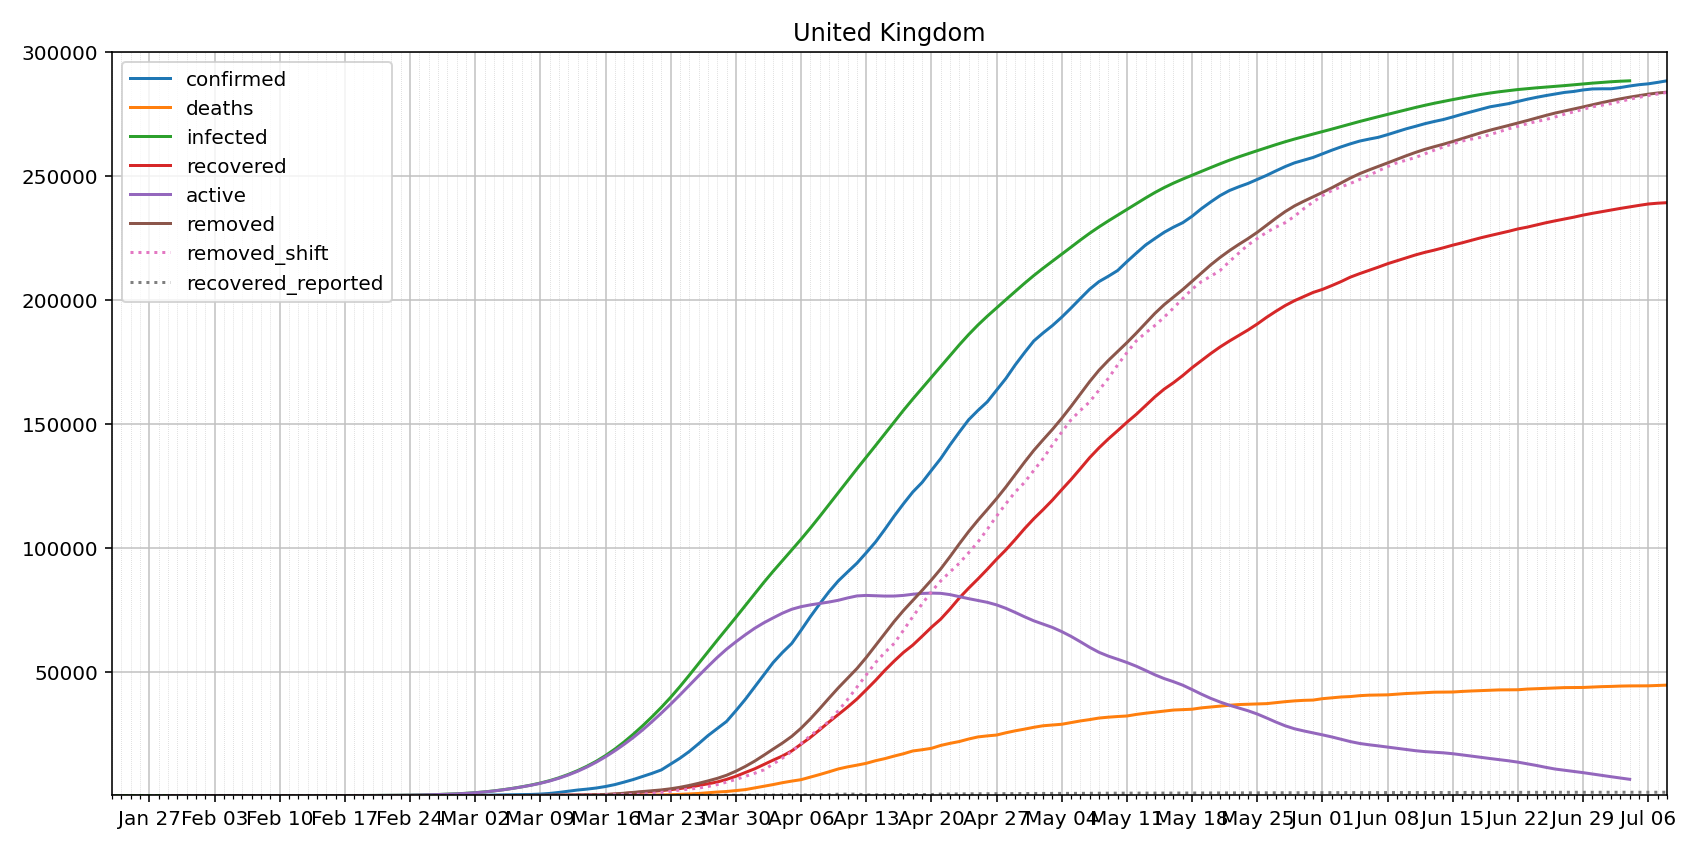 United Kingdom
300000
250000
200000
150000
100000
50000
confirmed
deaths
infected
recovered
active
removed
removed_shift
recovered_reported
Jan 27 Feb 03 Feb 10 Feb 17 Feb 24 Mar 02 Mar 09 Mar 16 Mar 23 Mar 30 Apr 06 Apr 13 Apr 20 Apr 27 May 04 May 11 May 18 May 25 Jun 01 Jun 08 Jun 15 Jun 22 Jun 29 Jul 06